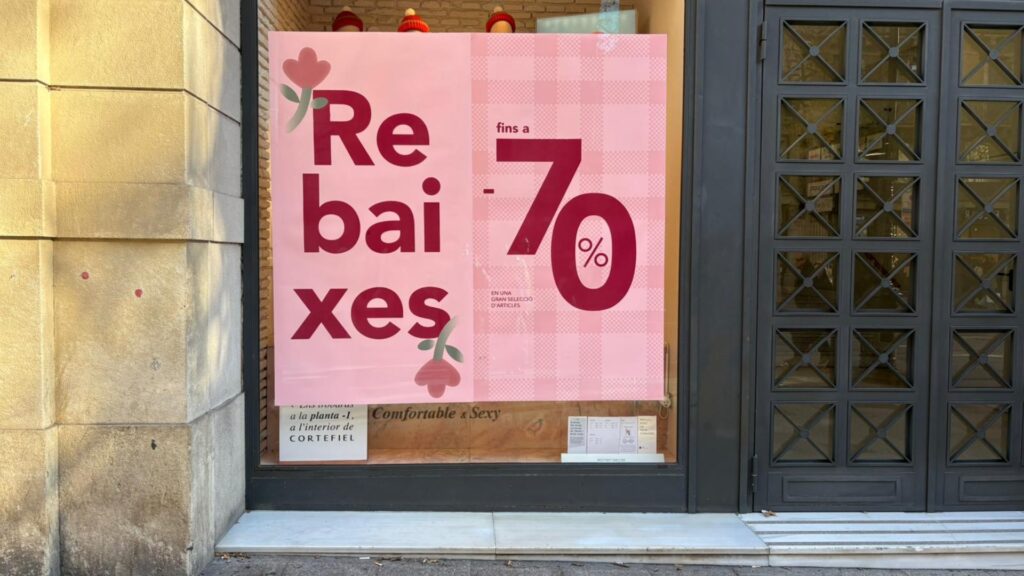 Re
bai
xes
fins a
-70%
EN UNA
GRAN SELECCIÓ
D'ARTICLES
a la planta -1,
a l'interior de
CORTEFIEL
Comfortable & Sexy